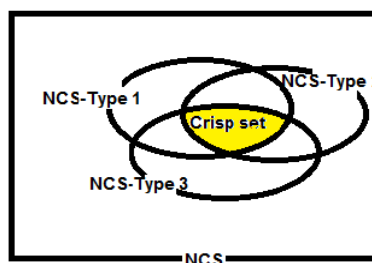 NCS-Type
NCS-Type 1
Crisp set
NCS-Type 3
NCS